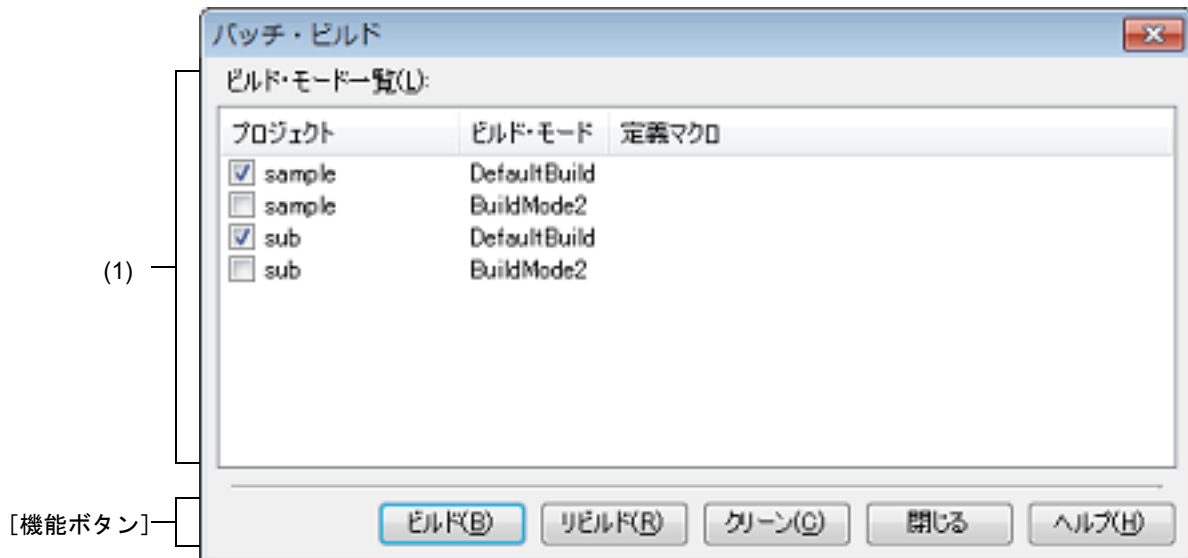 バッチ・ビルド
ビルド・モード一覧(L):
プロジェクト ビルド・モード 定義マクロ
sample DefaultBuild
sample BuildMode2
sub DefaultBuild
sub BuildMode2
(1)
[機能ボタン] ビルド(B) リビルド(R) クリーン(C) 閉じる ヘルプ(H)